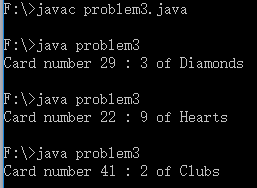 F:\>javac problem3.java
F:\>java problem3
Card number 29 : 3 of Diamonds
F:\>java problem3
Card number 22 : 9 of Hearts
F:\>java problem3
Card number 41 : 2 of Clubs